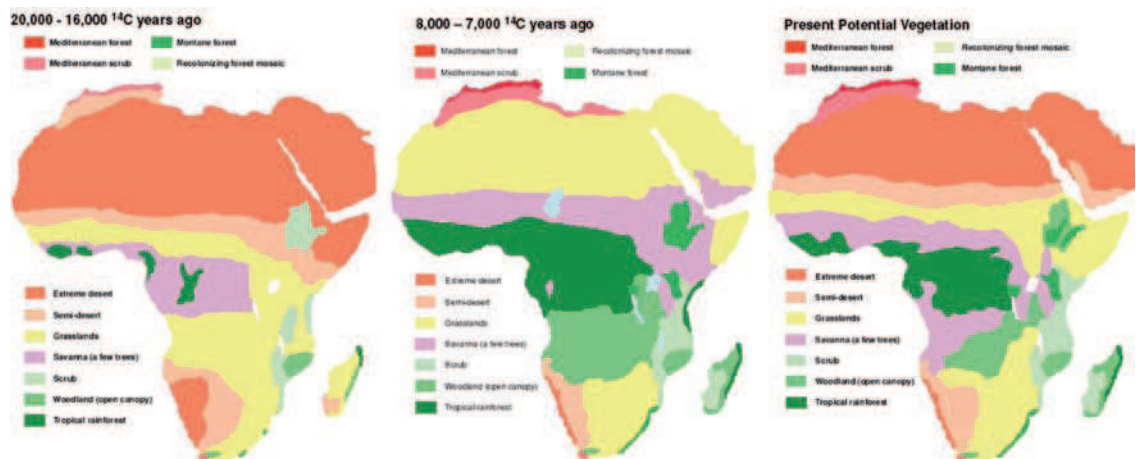 20,000 - 16,000 ¹⁴C years ago
Mediterranean forest
Montane forest
Mediterranean scrub
Recolonizing forest mosaic
Extreme desert
Semi-desert
Grasslands
Savanna (a few trees)
Scrub
Woodland (open canopy)
Tropical rainforest
8,000 – 7,000 ¹⁴C years ago
Mediterranean forest
Recolonizing forest mosaic
Mediterranean scrub
Montane forest
Extreme desert
Semi-desert
Grasslands
Savanna (a few trees)
Scrub
Woodland (open canopy)
Tropical rainforest
Present Potential Vegetation
Mediterranean forest
Recolonizing forest mosaic
Mediterranean scrub
Montane forest
Extreme desert
Semi-desert
Grasslands
Savanna (a few trees)
Scrub
Woodland (open canopy)
Tropical rainforest